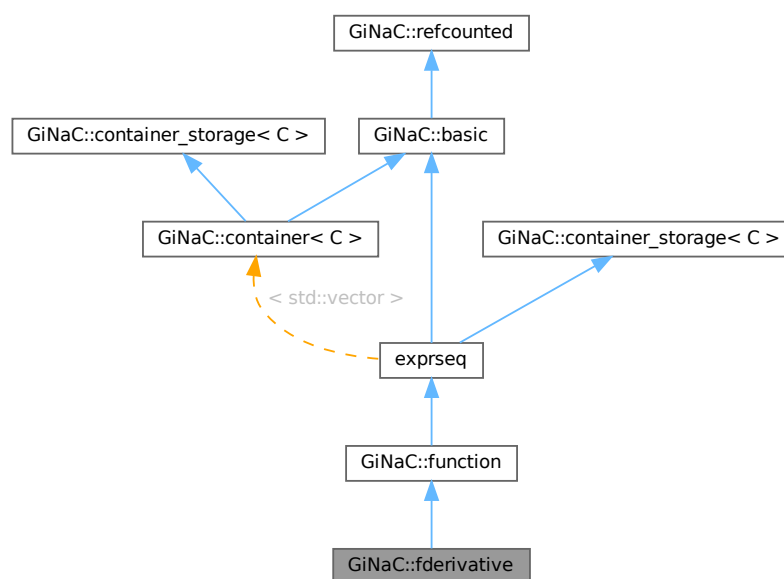 GiNaC::refcounted
GiNaC::container_storage< C >
GiNaC::basic
GiNaC::container< C >
GiNaC::container_storage< C >
< std::vector >
exprseq
GiNaC::function
GiNaC::fderivative